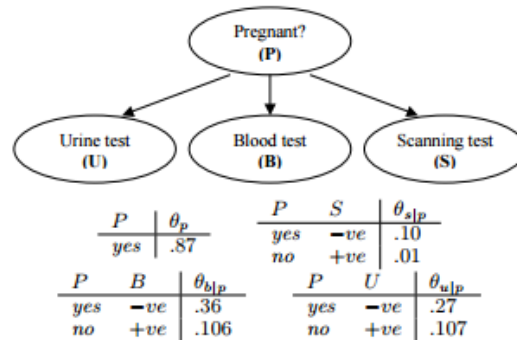 Pregnant?
(P)
Urine test
(U)
Blood test
(B)
Scanning test
(S)
P θp
yes .87
P S θs|p
yes −ve .10
no +ve .01
P B θb|p
yes −ve .36
no +ve .106
P U θu|p
yes −ve .27
no +ve .107